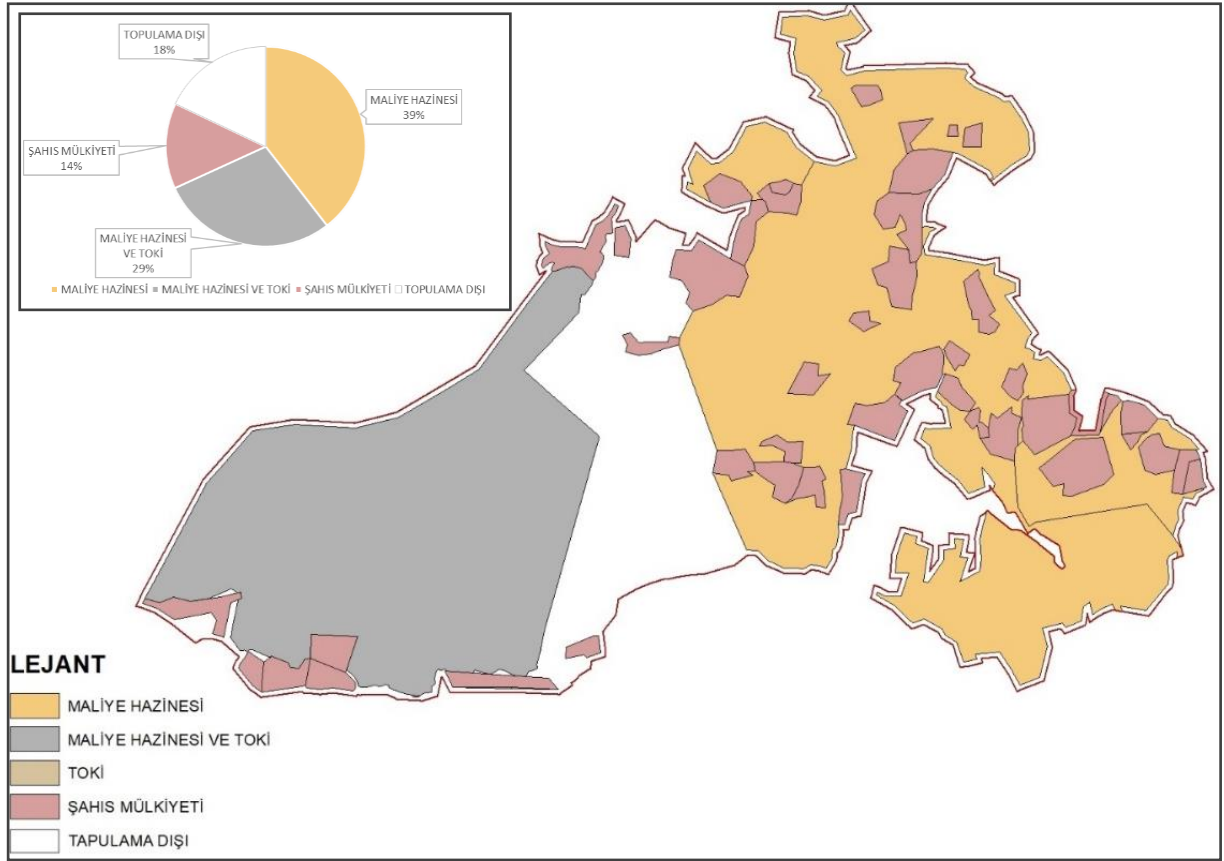 TOPULAMA DIŞI
18%
MALİYE HAZİNESİ
39%
ŞAHIS MÜLKİYETİ
14%
MALİYE HAZİNESİ
VE TOKİ
29%
MALİYE HAZİNESİ MALİYE HAZİNESİ VE TOKİ ŞAHIS MÜLKİYETİ TOPULAMA DIŞI
LEJANT
MALİYE HAZİNESİ
MALİYE HAZİNESİ VE TOKİ
TOKİ
ŞAHIS MÜLKİYETİ
TAPULAMA DIŞI